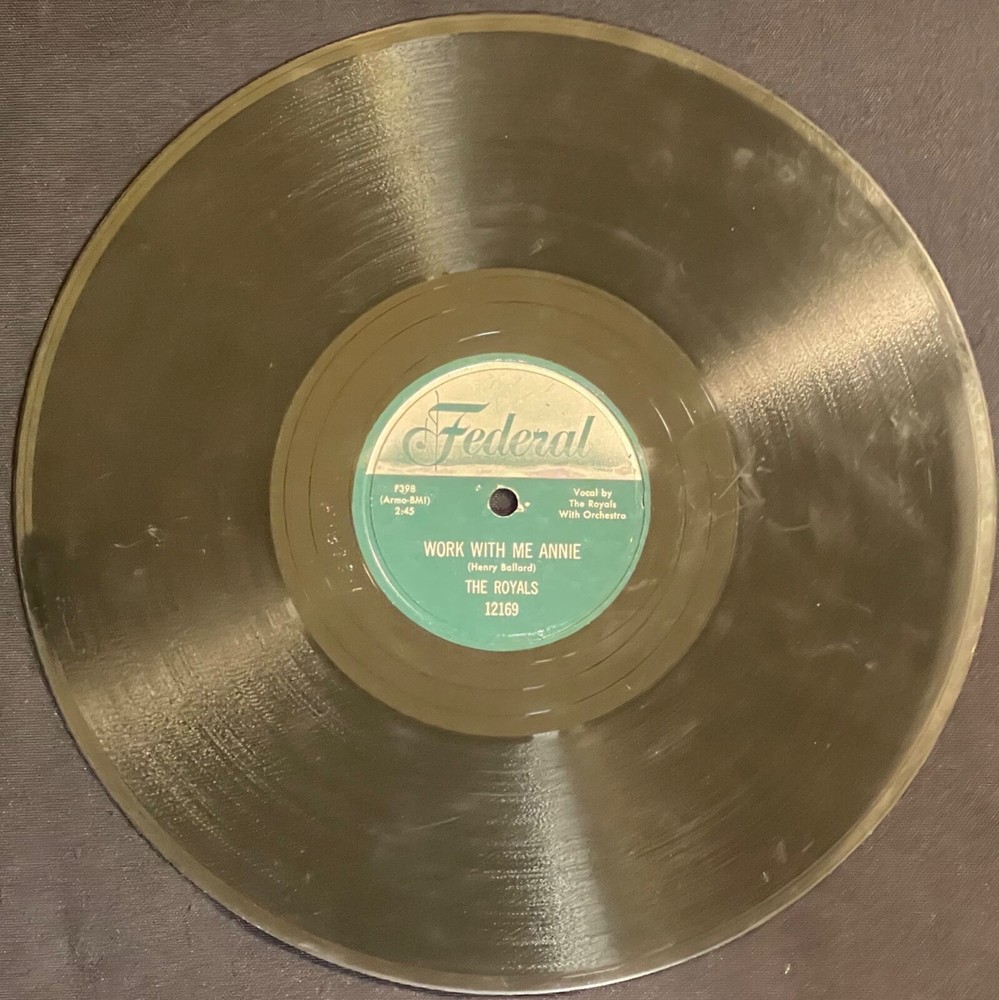 Federal
F398
(Armo-BMI)
2:45
Vocal by
The Royals
With Orchestra
WORK WITH ME ANNIE
(Henry Ballard)
THE ROYALS
12169